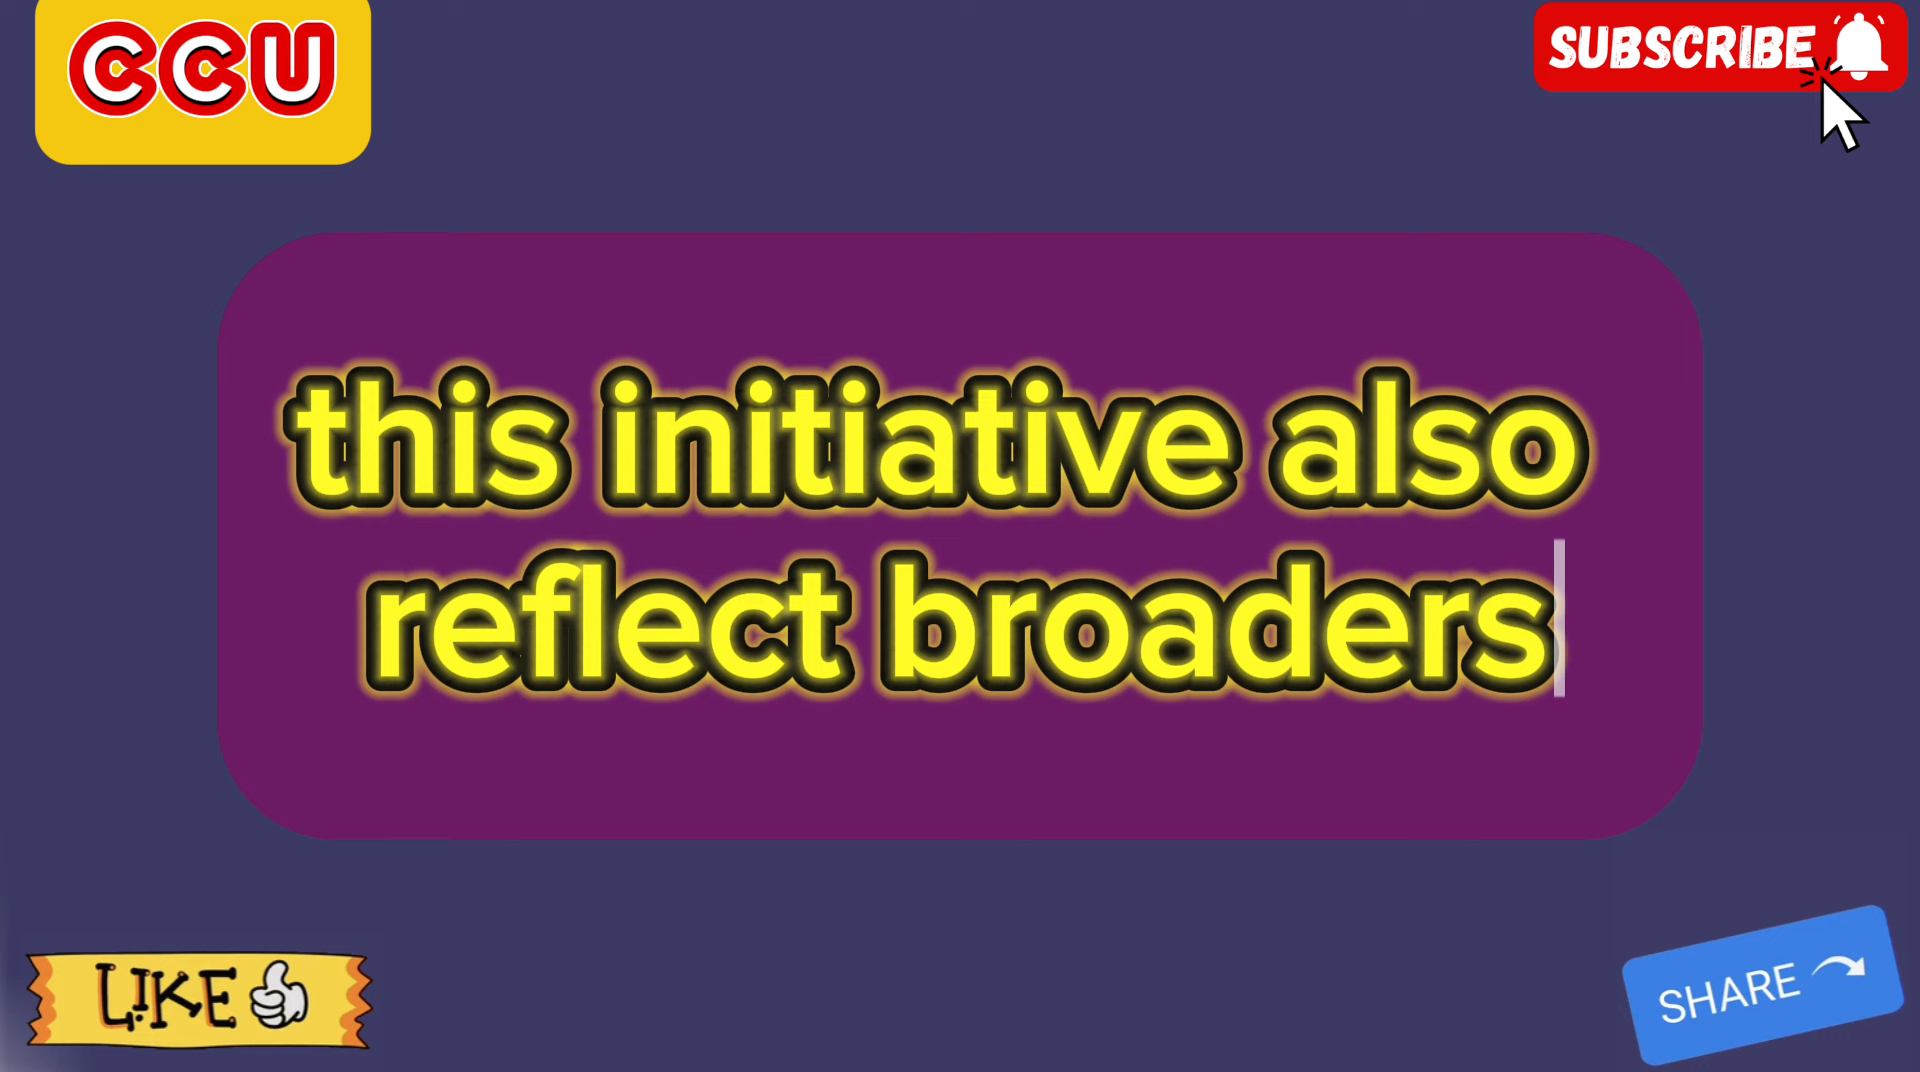 CCU
SUBSCRIBE
this initiative also
reflect broaders
LIKE
SHARE